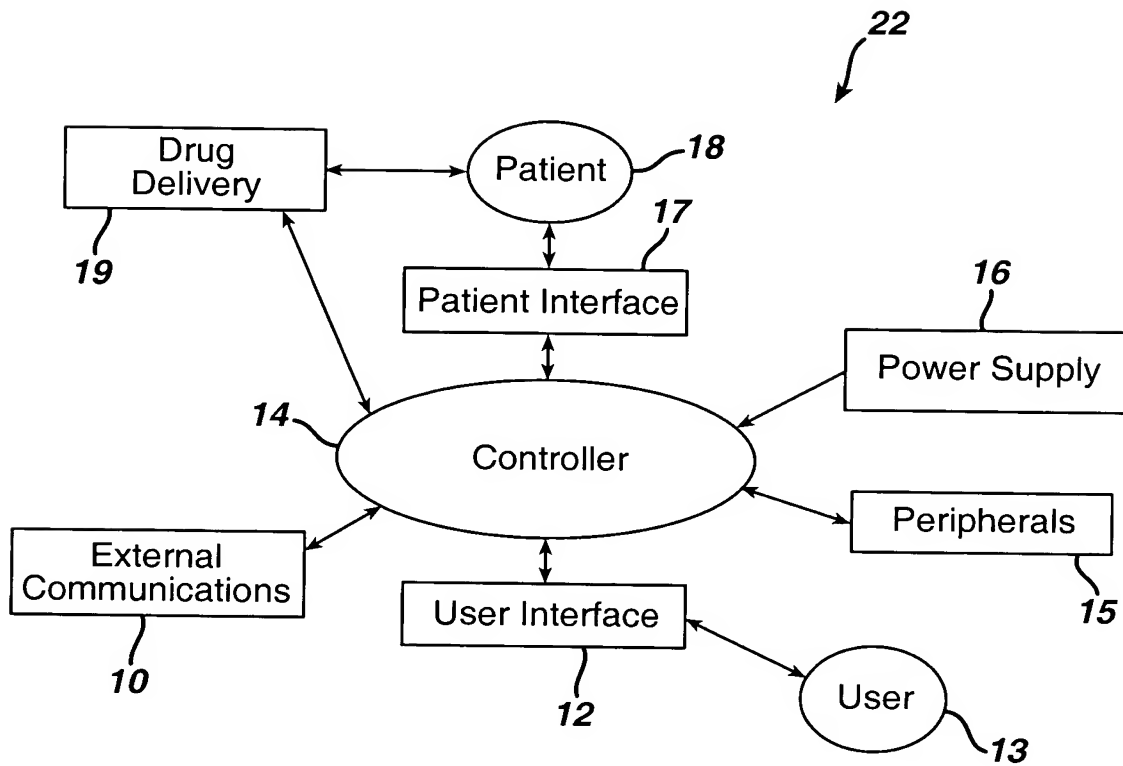 22
Drug
Delivery
Patient
18
17
19
Patient Interface
16
Power Supply
14
Controller
External
Communications
Peripherals
User Interface
15
10
12
User
13